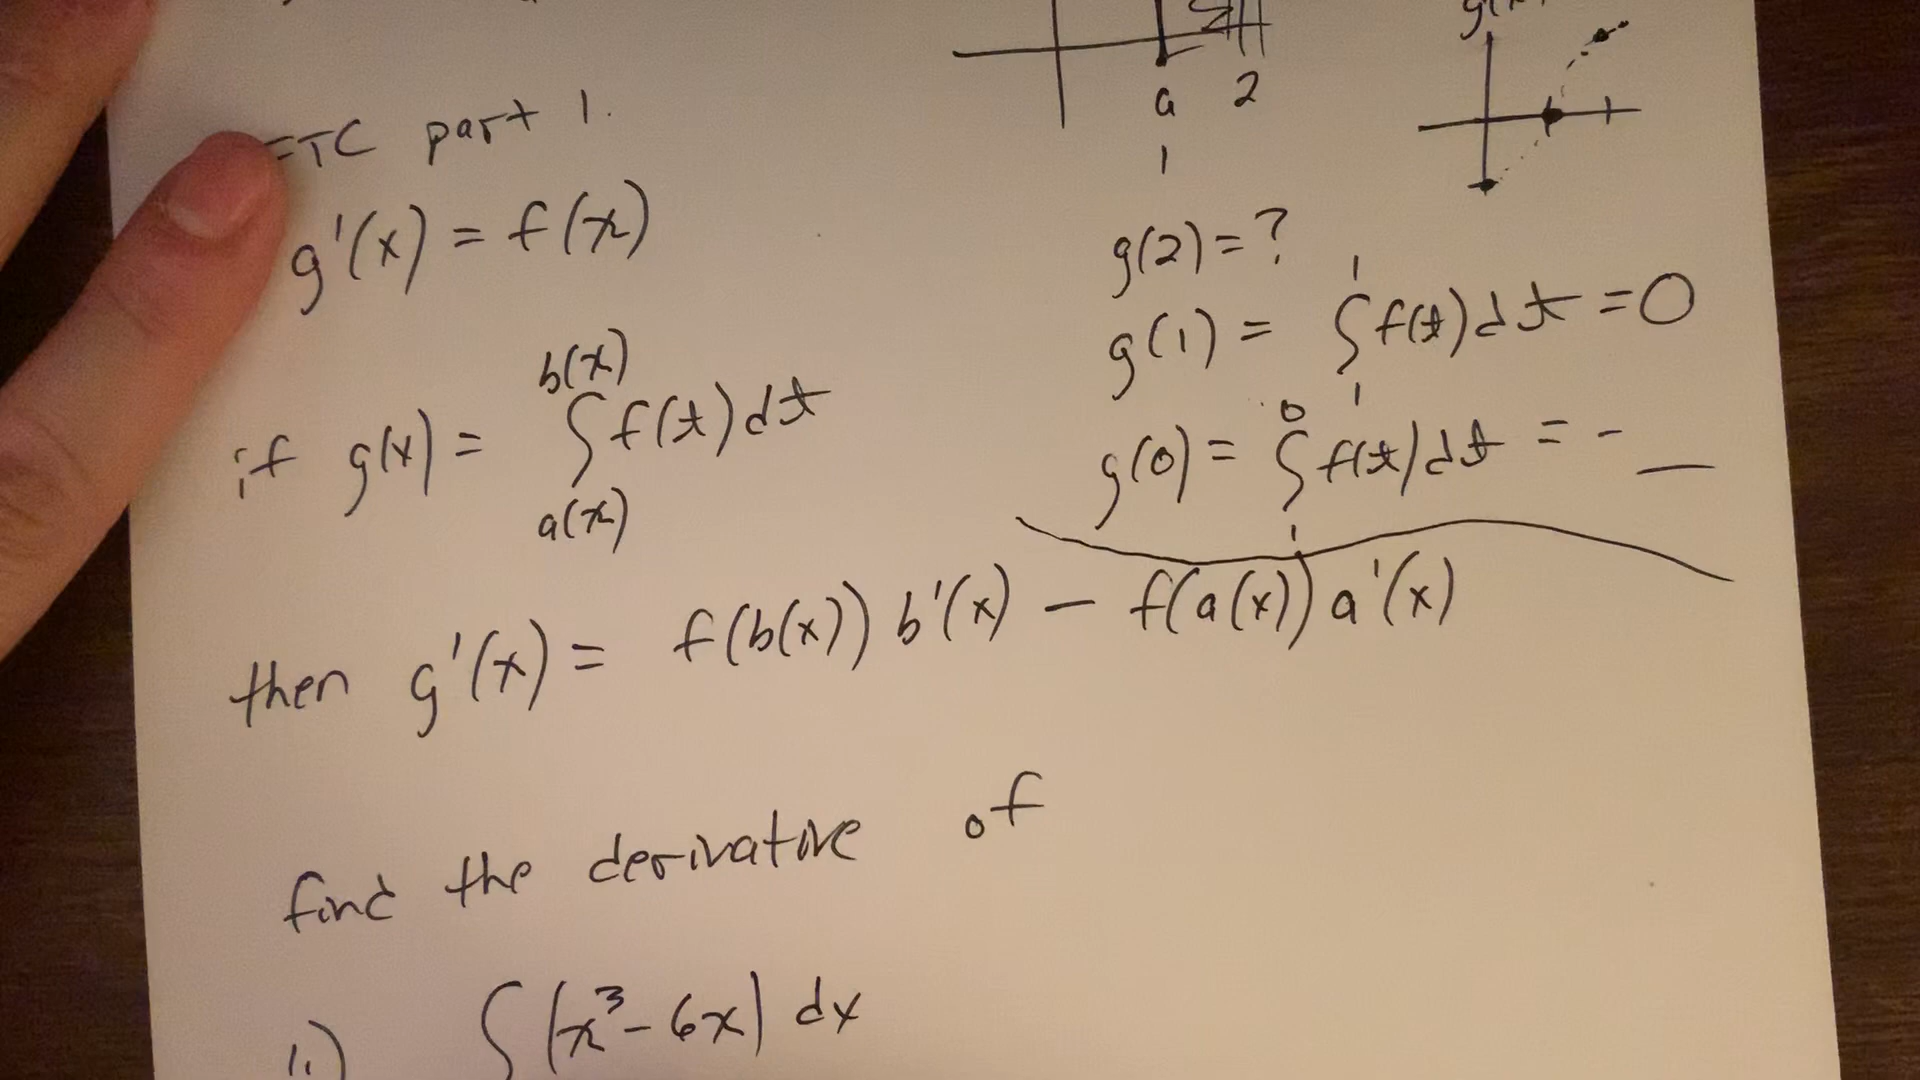 a 2
1
FTC part 1.
g'(x) = f(x)
g(2) = ?
g(1) = ∫₁¹ f(t) dt = 0
g(0) = ∫₁⁰ f(t) dt = - __
if g(x) = ∫_{a(x)}^{b(x)} f(t) dt
then g'(x) = f(b(x)) b'(x) - f(a(x)) a'(x)
find the derivative of
∫ (x³ - 6x) dx